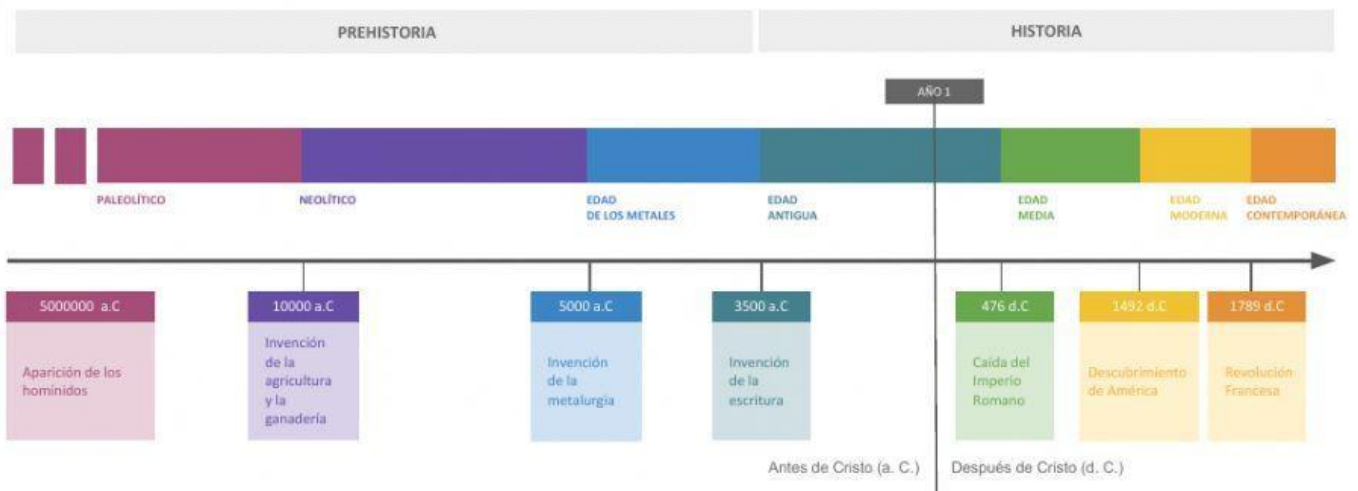 PREHISTORIA
HISTORIA
AÑO 1
PALEOLÍTICO
NEOLÍTICO
EDAD
DE LOS METALES
EDAD
ANTIGUA
EDAD
MEDIA
EDAD
MODERNA
EDAD
CONTEMPORÁNEA
5000000 a.C
10000 a.C
5000 a.C
3500 a.C
476 d.C
1492 d.C
1789 d.C
Aparición de los
homínidos
Invención
de la
agricultura
y la
ganadería
Invención
de la
metalurgia
Invención
de la
escritura
Caída del
Imperio
Romano
Descubrimiento
de América
Revolución
Francesa
Antes de Cristo (a. C.)
Después de Cristo (d. C.)